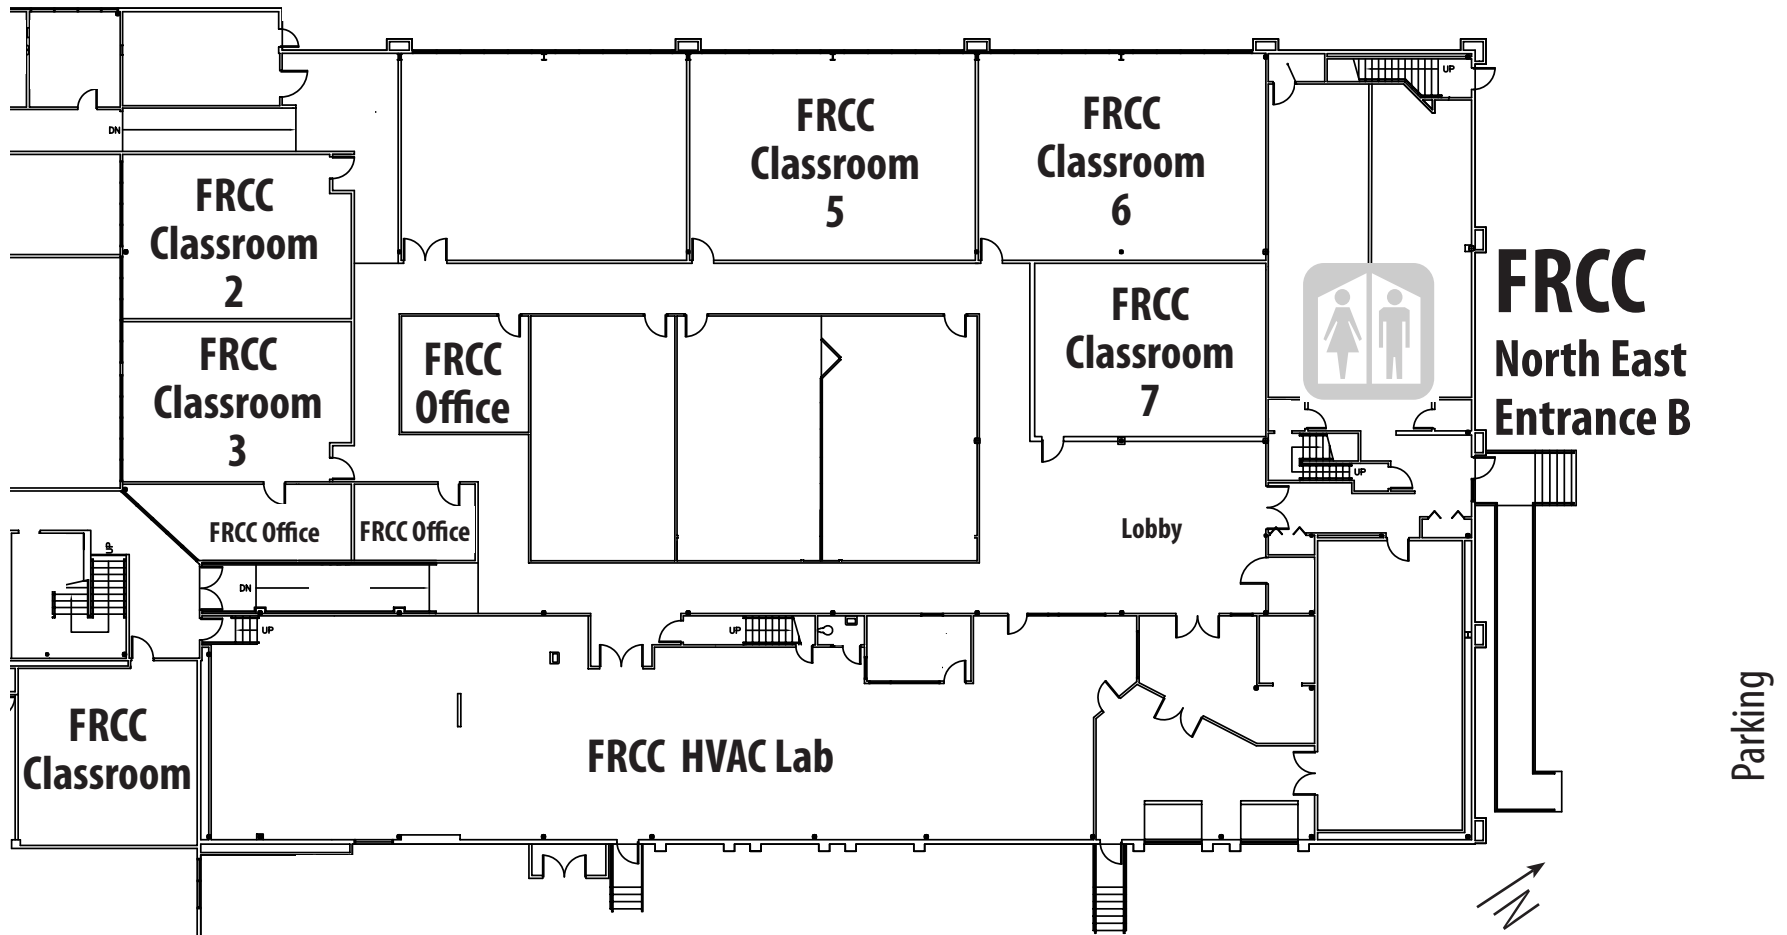 UP
DN
FRCC
Classroom
5
FRCC
Classroom
6
FRCC
Classroom
2
FRCC
North East
Entrance B
FRCC
Classroom
7
FRCC
Classroom
3
FRCC
Office
UP
FRCC Office
FRCC Office
Lobby
UP
DN
UP
UP
FRCC
Classroom
FRCC HVAC Lab
Parking
N